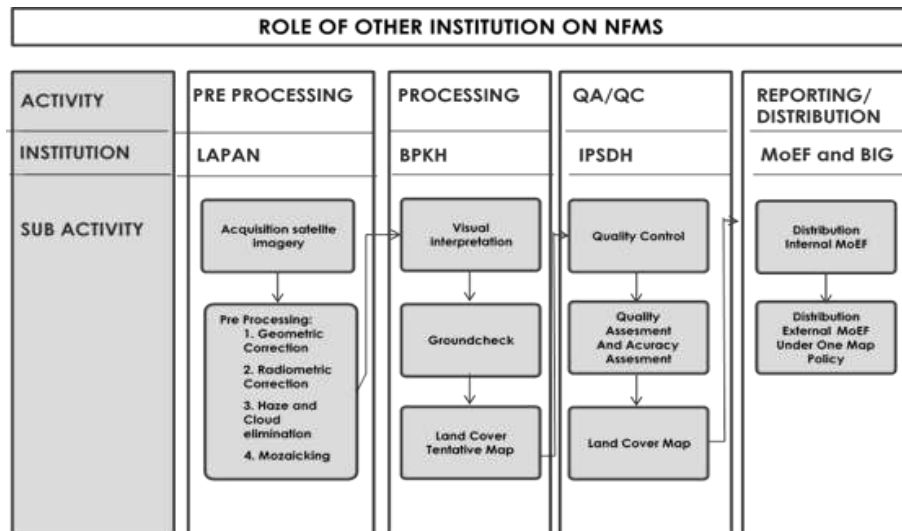 ROLE OF OTHER INSTITUTION ON NFMS
ACTIVITY
PRE PROCESSING
PROCESSING
QA/QC
REPORTING/
DISTRIBUTION
INSTITUTION
LAPAN
BPKH
IPSDH
MoEF and BIG
SUB ACTIVITY
Acquisition satelite
imagery
Pre Processing:
1. Geometric
Correction
2. Radiometric
Correction
3. Haze and
Cloud
elimination
4. Mozaicking
Visual
Interpretation
Groundcheck
Land Cover
Tentative Map
Quality Control
Quality
Assesment
And Acuracy
Assesment
Land Cover Map
Distribution
Internal MoEF
Distribution
External MoEF
Under One Map
Policy